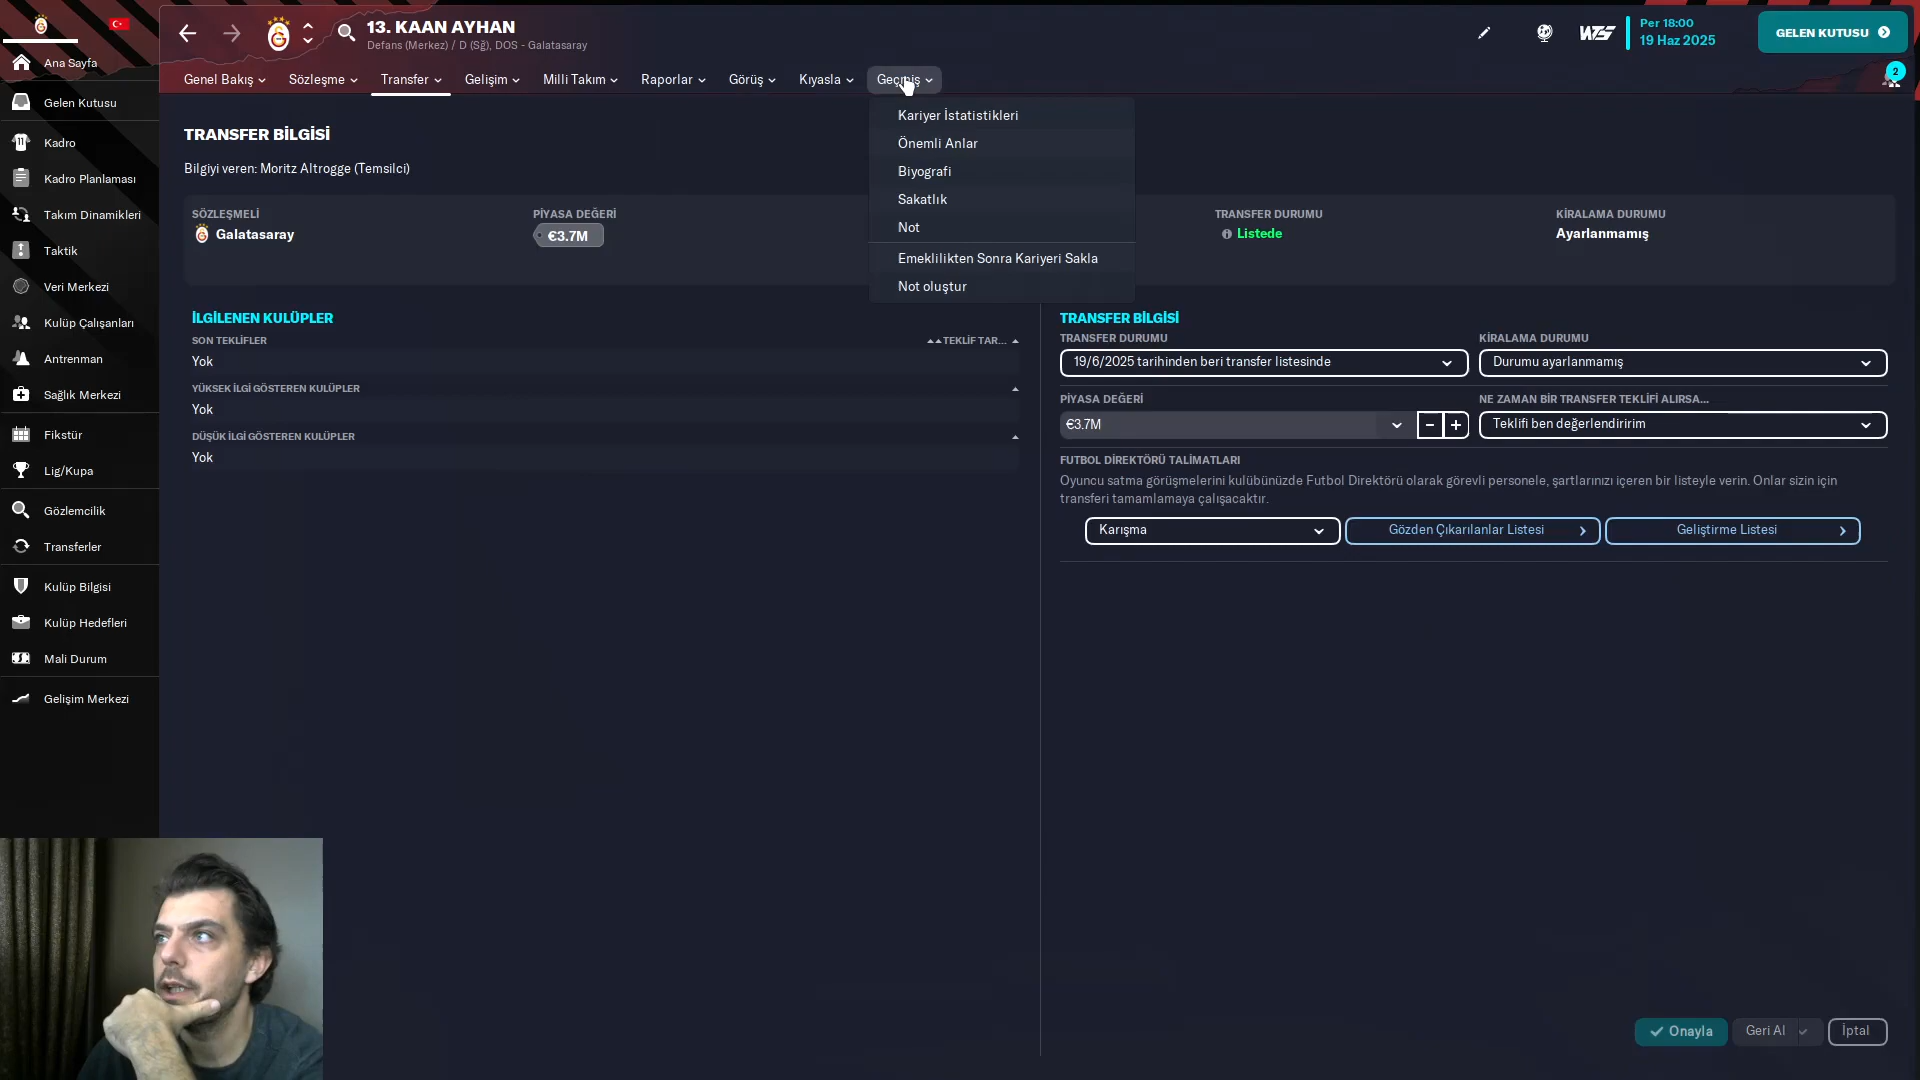 13. KAAN AYHAN
Defans (Merkez) / D (Sğ), DOS - Galatasaray
Per 18:00
19 Haz 2025
GELEN KUTUSU
2
Genel Bakış
Sözleşme
Transfer
Gelişim
Milli Takım
Raporlar
Görüş
Kıyasla
Geçmiş
Ana Sayfa
Gelen Kutusu
Kadro
Kadro Planlaması
Takım Dinamikleri
Taktik
Veri Merkezi
Kulüp Çalışanları
Antrenman
Sağlık Merkezi
Fikstür
Lig/Kupa
Gözlemcilik
Transferler
Kulüp Bilgisi
Kulüp Hedefleri
Mali Durum
Gelişim Merkezi
Kariyer İstatistikleri
Önemli Anlar
Biyografi
Sakatlık
Not
Emeklilikten Sonra Kariyeri Sakla
Not oluştur
TRANSFER BİLGİSİ
Bilgiyi veren: Moritz Altrogge (Temsilci)
SÖZLEŞMELİ
Galatasaray
PİYASA DEĞERİ
€3.7M
TRANSFER DURUMU
Listede
KİRALAMA DURUMU
Ayarlanmamış
İLGİLENEN KULÜPLER
SON TEKLİFLER
TEKLİF TAR...
Yok
YÜKSEK İLGİ GÖSTEREN KULÜPLER
Yok
DÜŞÜK İLGİ GÖSTEREN KULÜPLER
Yok
TRANSFER BİLGİSİ
TRANSFER DURUMU
19/6/2025 tarihinden beri transfer listesinde
KİRALAMA DURUMU
Durumu ayarlanmamış
PİYASA DEĞERİ
€3.7M
NE ZAMAN BİR TRANSFER TEKLİFİ ALIRSA...
Teklifi ben değerlendiririm
FUTBOL DİREKTÖRÜ TALİMATLARI
Oyuncu satma görüşmelerini kulübünüzde Futbol Direktörü olarak görevli personele, şartlarınızı içeren bir listeyle verin. Onlar sizin için
transferi tamamlamaya çalışacaktır.
Karışma
Gözden Çıkarılanlar Listesi
Geliştirme Listesi
Onayla
Geri Al
İptal